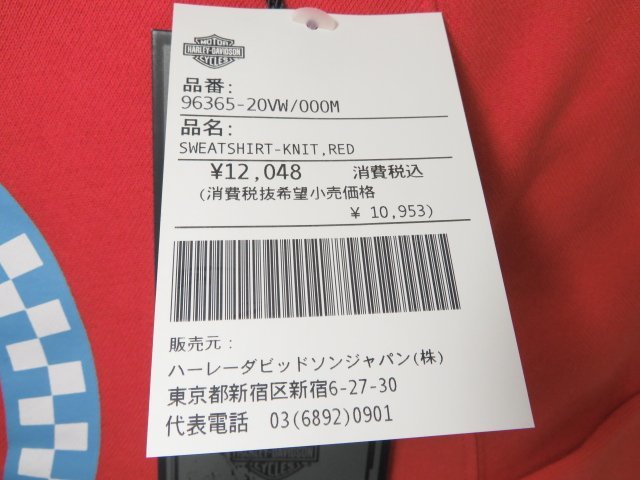 MOTOR
HARLEY-DAVIDSON
CYCLES
品番:
96365-20VW/000M
品名:
SWEATSHIRT-KNIT,RED
¥12,048 消費税込
(消費税抜希望小売価格
¥ 10,953)
販売元:
ハーレーダビッドソンジャパン(株)
東京都新宿区新宿6-27-30
代表電話 03(6892)0901